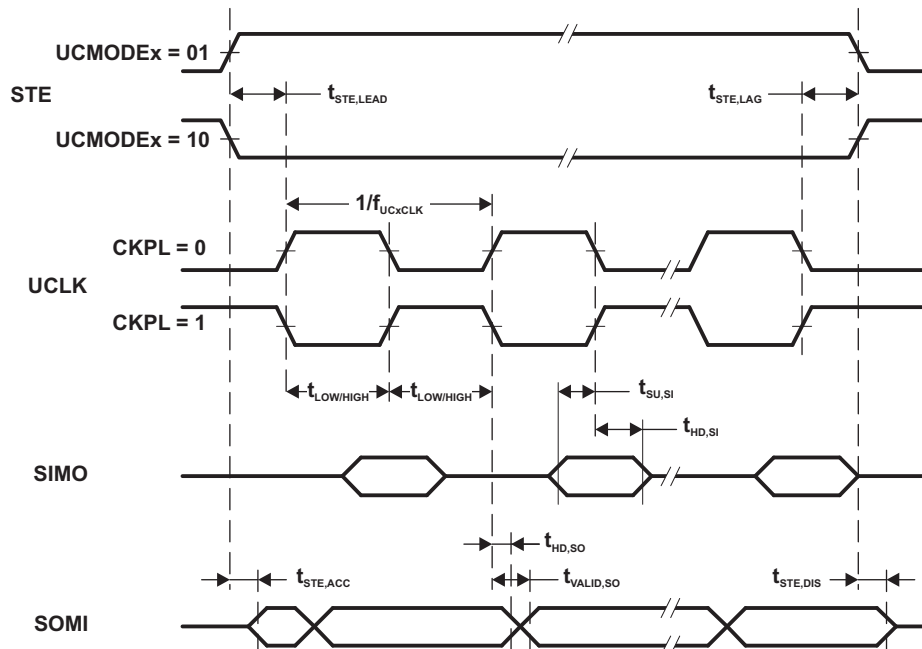 UCMODEx = 01
STE
tSTE,LEAD
tSTE,LAG
UCMODEx = 10
1/fUCxCLK
CKPL = 0
UCLK
CKPL = 1
tLOW/HIGH
tLOW/HIGH
tSU,SI
tHD,SI
SIMO
tHD,SO
tSTE,ACC
tVALID,SO
tSTE,DIS
SOMI